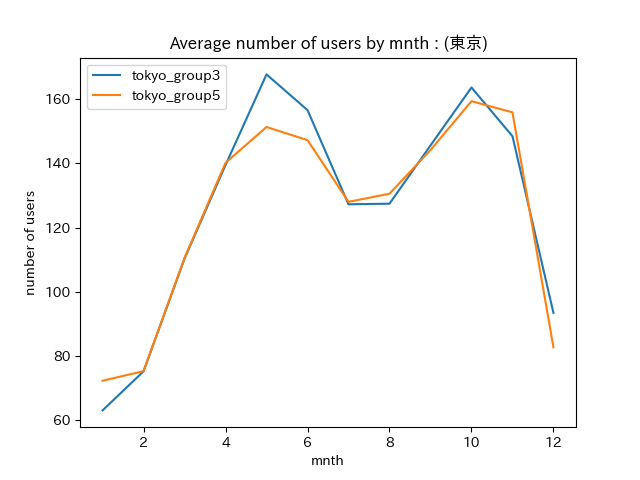 Average number of users by mnth : (東京)
tokyo_group3
tokyo_group5
number of users
160
140
120
100
80
60
2 4 6 8 10 12
mnth